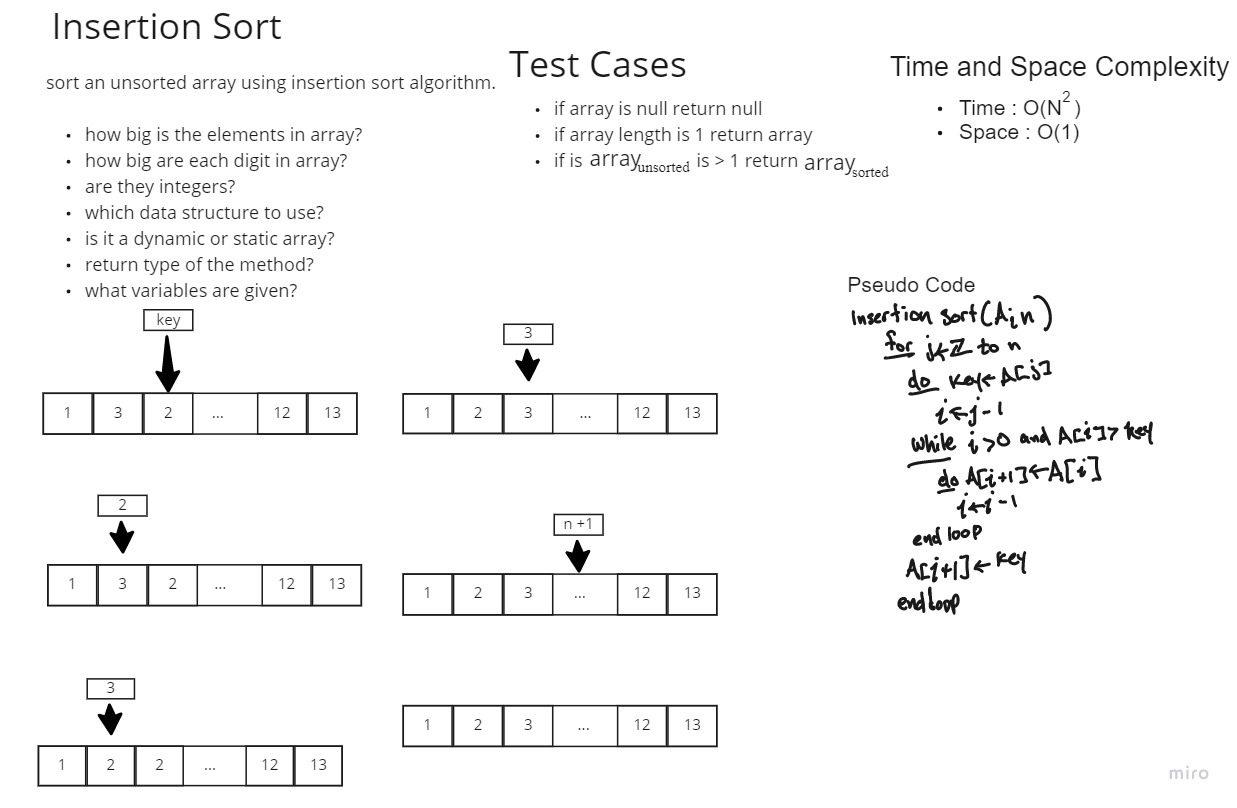 Insertion Sort
sort an unsorted array using insertion sort algorithm.
• how big is the elements in array?
• how big are each digit in array?
• are they integers?
• which data structure to use?
• is it a dynamic or static array?
• return type of the method?
• what variables are given?
Test Cases
• if array is null return null
• if array length is 1 return array
• if is array unsorted is > 1 return array sorted
Time and Space Complexity
• Time : O(N²)
• Space : O(1)
key
1 3 2 ... 12 13
2
1 3 2 ... 12 13
3
1 2 2 ... 12 13
3
1 2 3 ... 12 13
n +1
1 2 3 ... 12 13
1 2 3 ... 12 13
Pseudo Code
Insertion sort(A, n)
for j← to n
do key← A[j]
i←j-1
while i>0 and A[i]> key
do A[i+1]←A[i]
i←i-1
end loop
A[i+1]← key
end loop
miro